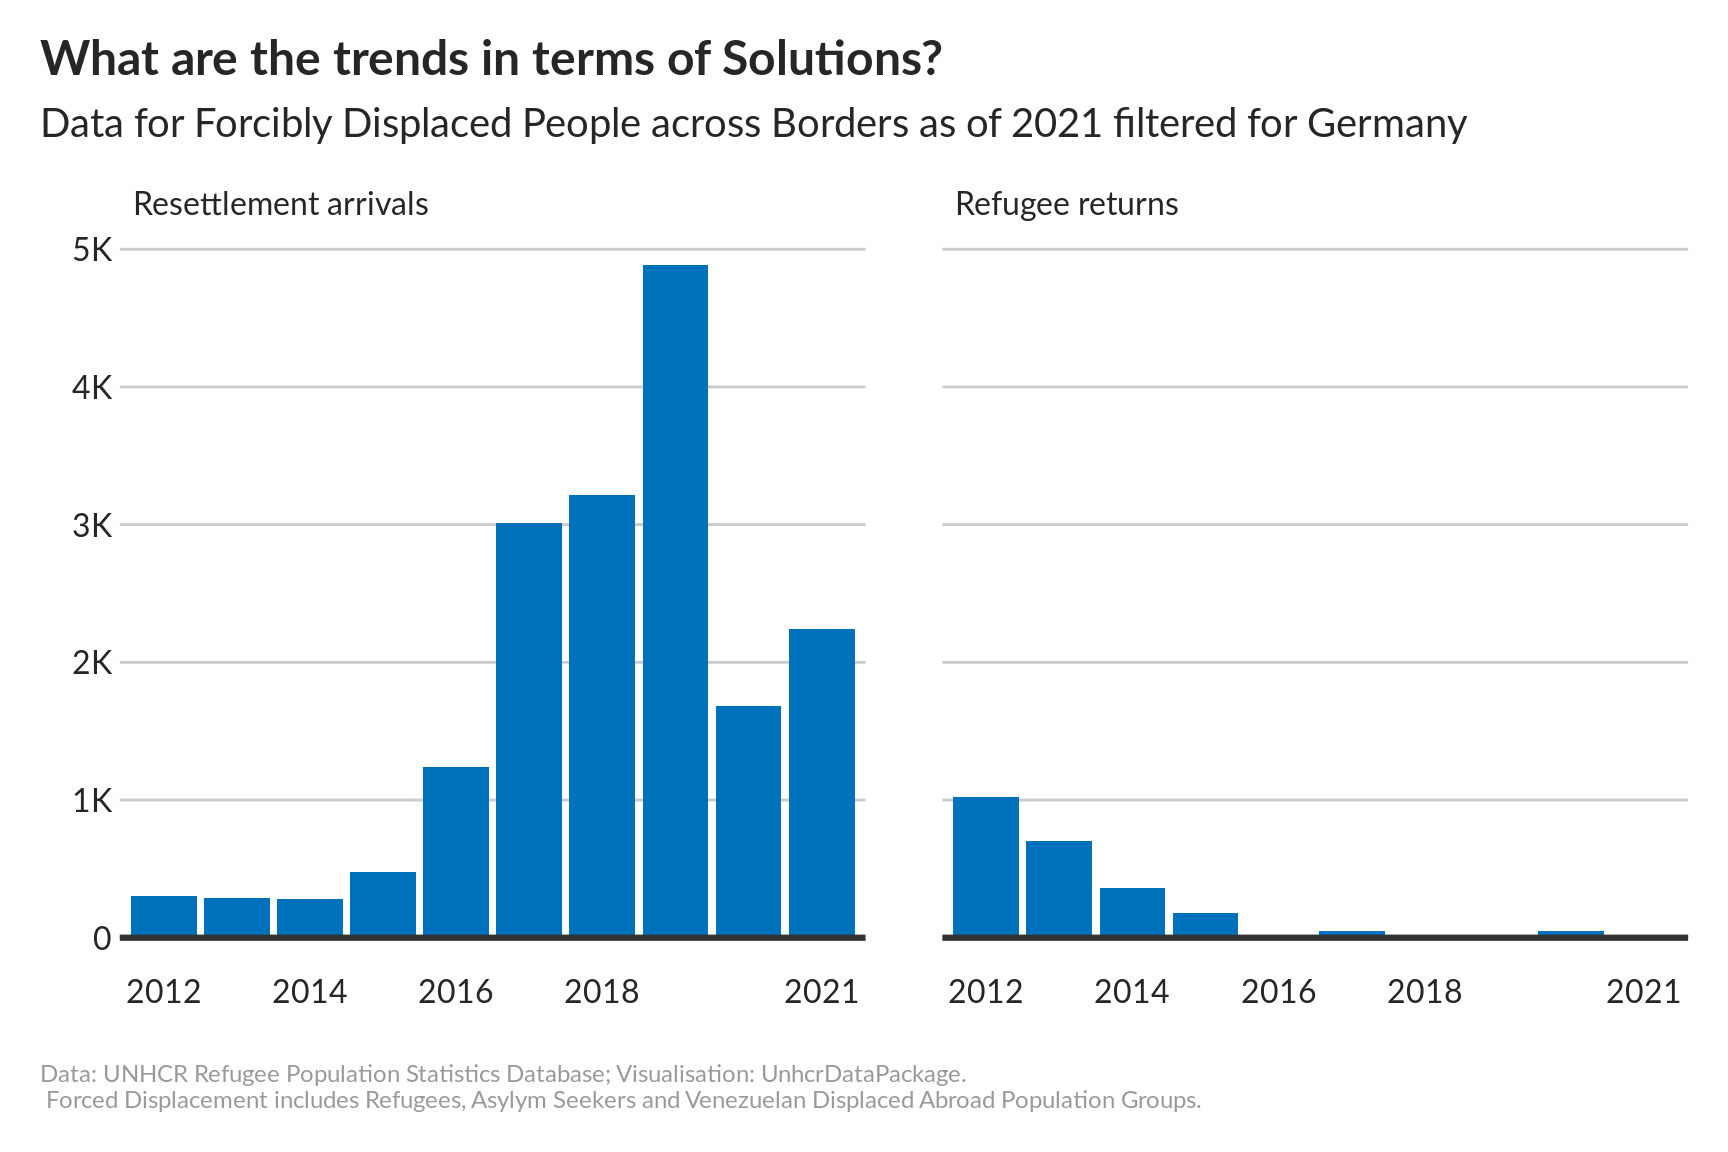 What are the trends in terms of Solutions?
Data for Forcibly Displaced People across Borders as of 2021 filtered for Germany
Resettlement arrivals
5K
4K
3K
2K
1K
0
2012 2014 2016 2018 2021
Refugee returns
2012 2014 2016 2018 2021
Data: UNHCR Refugee Population Statistics Database; Visualisation: UnhcrDataPackage.
Forced Displacement includes Refugees, Asylym Seekers and Venezuelan Displaced Abroad Population Groups.